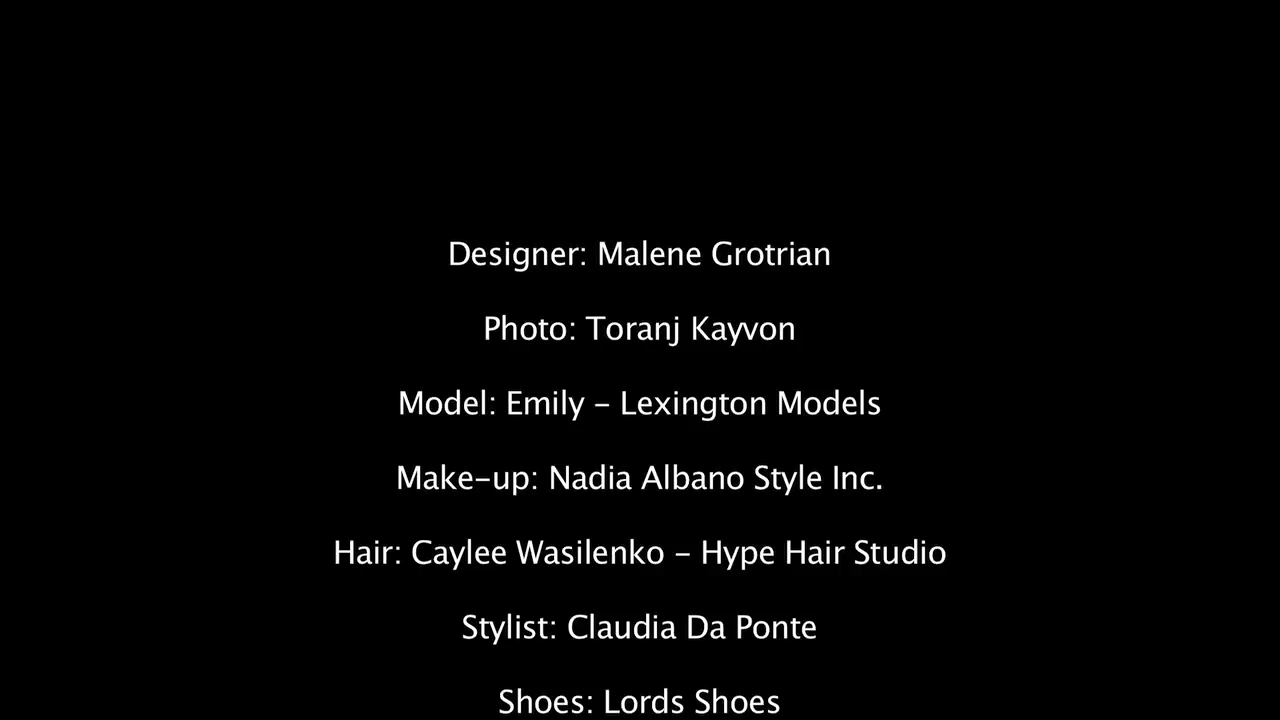 Designer: Malene Grotrian
Photo: Toranj Kayvon
Model: Emily - Lexington Models
Make-up: Nadia Albano Style Inc.
Hair: Caylee Wasilenko - Hype Hair Studio
Stylist: Claudia Da Ponte
Shoes: Lords Shoes